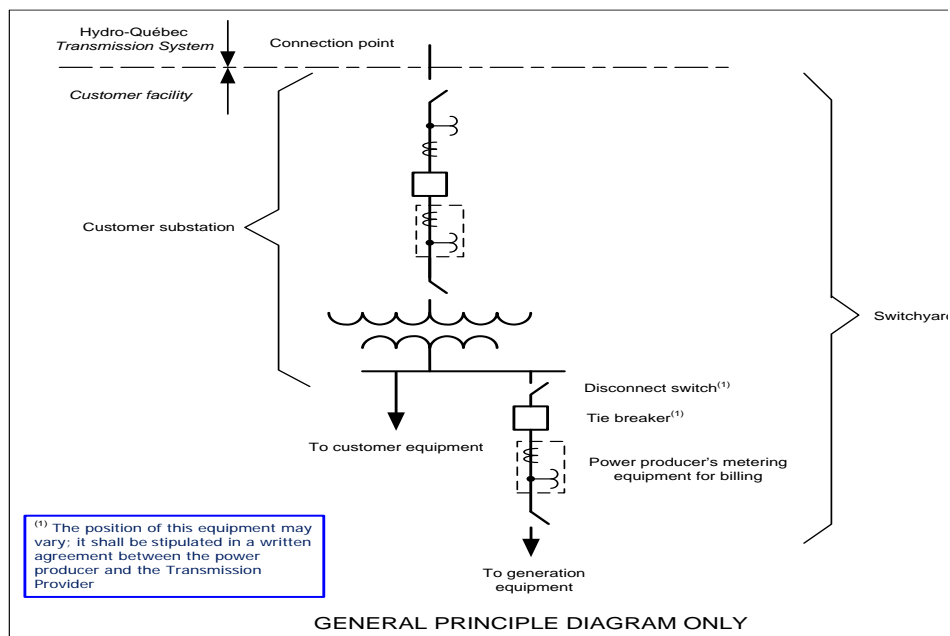 Hydro-Québec
Transmission System
Connection point
Customer facility
Customer substation
Switchyard
Disconnect switch(1)
Tie breaker(1)
To customer equipment
Power producer's metering
equipment for billing
(1) The position of this equipment may
vary; it shall be stipulated in a written
agreement between the power
producer and the Transmission
Provider
To generation
equipment
GENERAL PRINCIPLE DIAGRAM ONLY